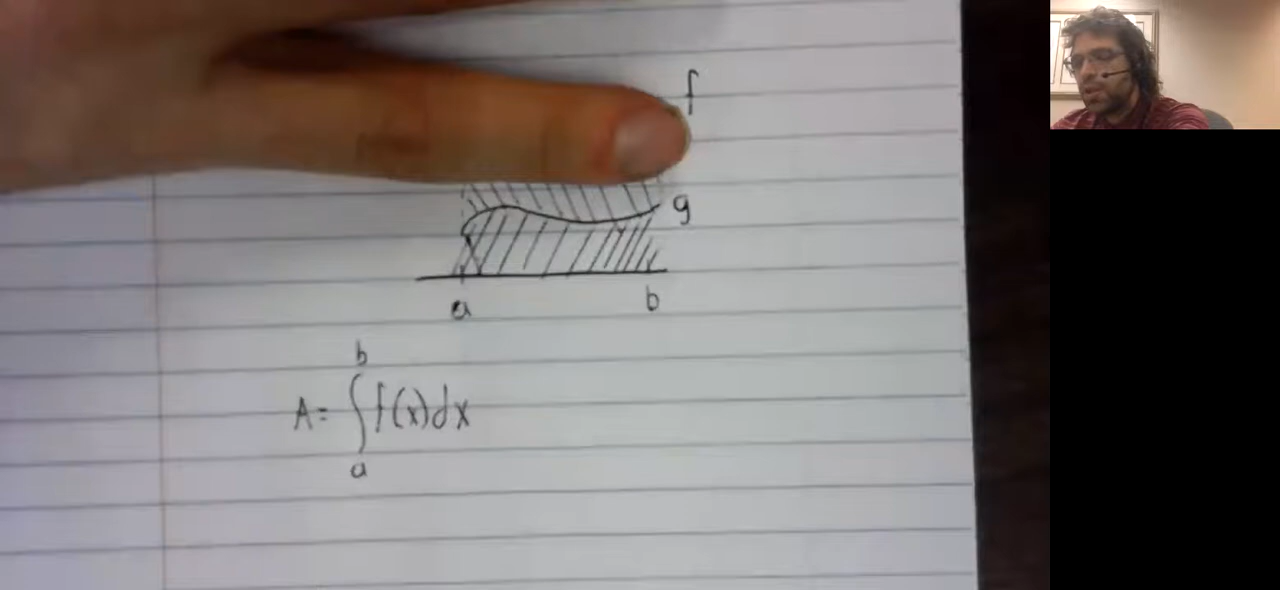 f
g
a b
b
A= ∫ f(x)dx
a